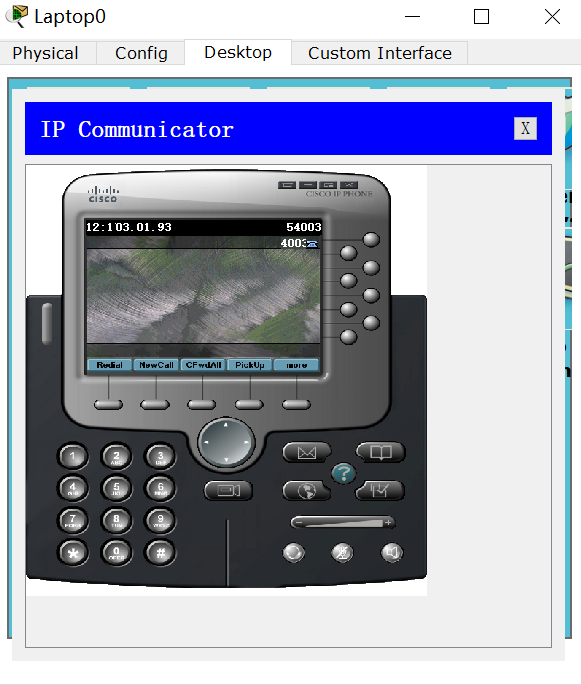 Laptop0
Physical Config Desktop Custom Interface
IP Communicator X
CISCO
CISCO IP PHONE
12:1 03.01.93 54003
4003
Redial NewCall CFwdAll PickUp more
1 2 ABC 3 DEF
4 GHI 5 JKL 6 MNO
7 PQRS 8 TUV 9 WXYZ
* 0 OPER #
?
- +